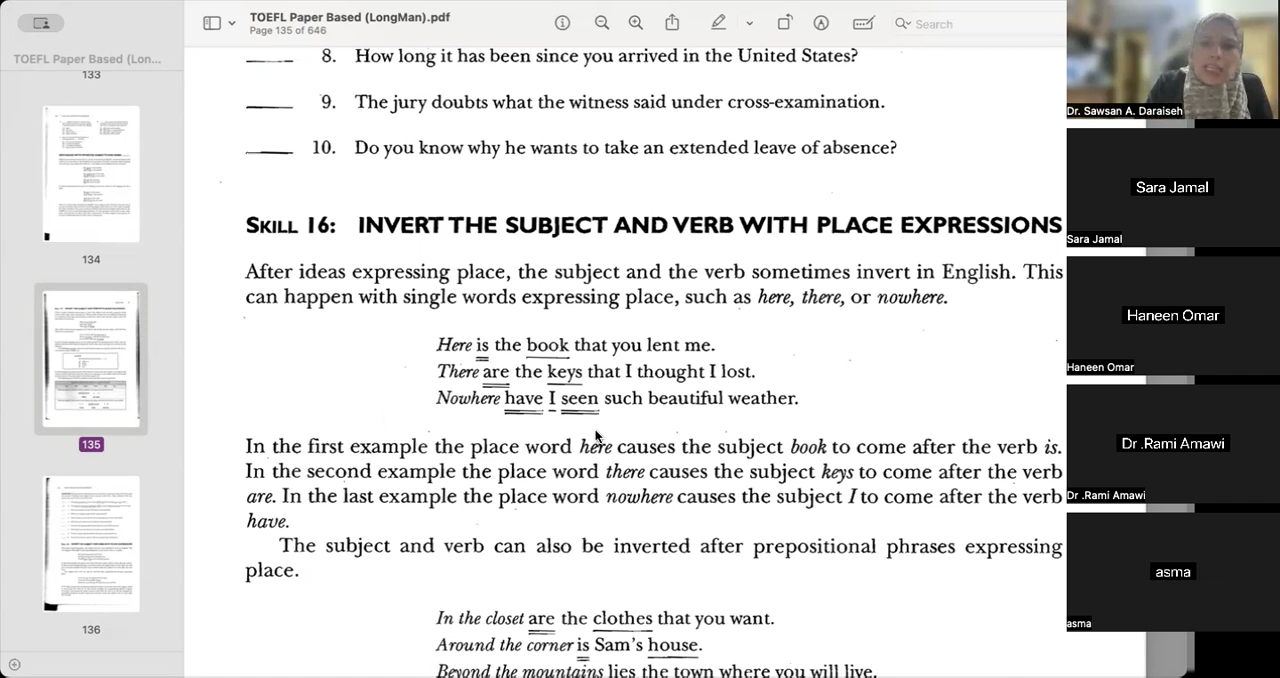 TOEFL Paper Based (LongMan).pdf
Page 135 of 646
Search
TOEFL Paper Based (Lon...
133
134
135
136
8. How long it has been since you arrived in the United States?
9. The jury doubts what the witness said under cross-examination.
10. Do you know why he wants to take an extended leave of absence?
SKILL 16: INVERT THE SUBJECT AND VERB WITH PLACE EXPRESSIONS
After ideas expressing place, the subject and the verb sometimes invert in English. This
can happen with single words expressing place, such as here, there, or nowhere.
Here is the book that you lent me.
There are the keys that I thought I lost.
Nowhere have I seen such beautiful weather.
In the first example the place word here causes the subject book to come after the verb is.
In the second example the place word there causes the subject keys to come after the verb
are. In the last example the place word nowhere causes the subject I to come after the verb
have.
The subject and verb can also be inverted after prepositional phrases expressing
place.
In the closet are the clothes that you want.
Around the corner is Sam's house.
Beyond the mountains lies the town where you will live.
Dr. Sawsan A. Daraiseh
Sara Jamal
Sara Jamal
Haneen Omar
Haneen Omar
Dr .Rami Amawi
Dr .Rami Amawi
asma
asma